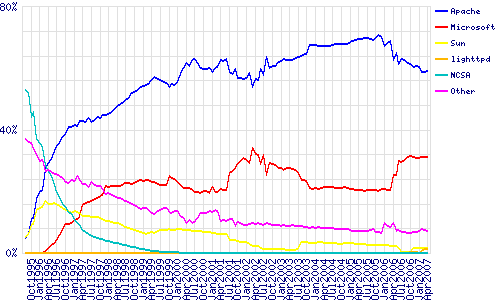 80%
40%
0%
Apache
Microsoft
Sun
lighttpd
NCSA
Other
Oct1995
Jan1996
Apr1996
Jul1996
Oct1996
Jan1997
Apr1997
Jul1997
Oct1997
Jan1998
Apr1998
Jul1998
Oct1998
Jan1999
Apr1999
Jul1999
Oct1999
Jan2000
Apr2000
Jul2000
Oct2000
Jan2001
Apr2001
Jul2001
Oct2001
Jan2002
Apr2002
Jul2002
Oct2002
Jan2003
Apr2003
Jul2003
Oct2003
Jan2004
Apr2004
Jul2004
Oct2004
Jan2005
Apr2005
Jul2005
Oct2005
Jan2006
Apr2006
Jul2006
Oct2006
Jan2007
Apr2007